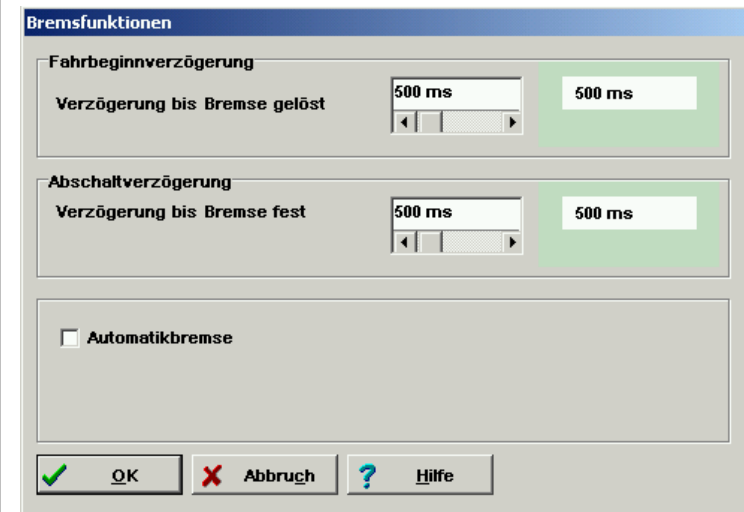 Bremsfunktionen
Fahrbeginnverzögerung
Verzögerung bis Bremse gelöst 500 ms 500 ms
Abschaltverzögerung
Verzögerung bis Bremse fest 500 ms 500 ms
Automatikbremse
OK Abbruch ? Hilfe